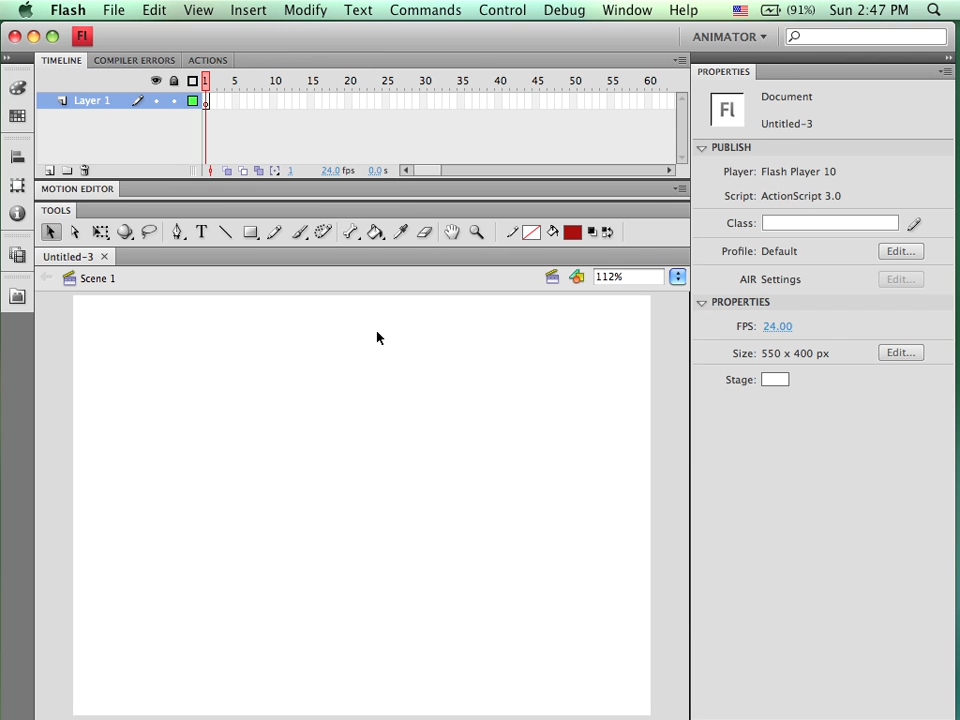 Flash File Edit View Insert Modify Text Commands Control Debug Window Help (91%) Sun 2:47 PM
Fl ANIMATOR
TIMELINE COMPILER ERRORS ACTIONS
1 5 10 15 20 25 30 35 40 45 50 55 60
Layer 1
1 24.0 fps 0.0 s
MOTION EDITOR
TOOLS
Untitled-3
Scene 1 112%
PROPERTIES
Fl
Document
Untitled-3
PUBLISH
Player: Flash Player 10
Script: ActionScript 3.0
Class:
Profile: Default Edit...
AIR Settings Edit...
PROPERTIES
FPS: 24.00
Size: 550 x 400 px Edit...
Stage: